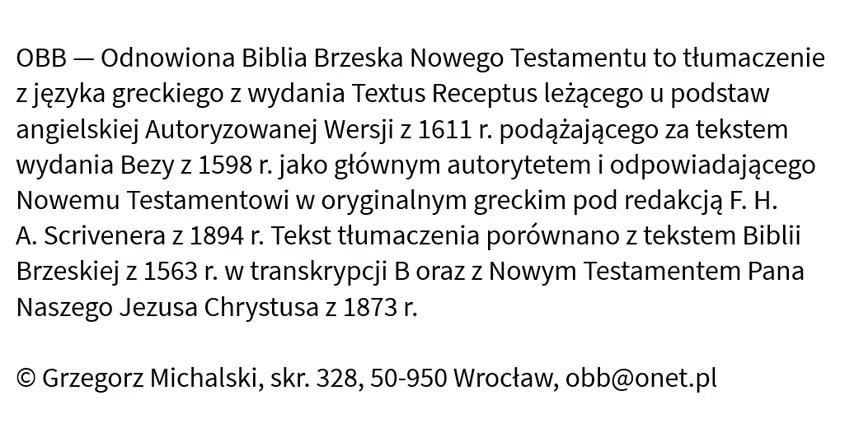 OBB — Odnowiona Biblia Brzeska Nowego Testamentu to tłumaczenie
z języka greckiego z wydania Textus Receptus leżącego u podstaw
angielskiej Autoryzowanej Wersji z 1611 r. podążającego za tekstem
wydania Bezy z 1598 r. jako głównym autorytetem i odpowiadającego
Nowemu Testamentowi w oryginalnym greckim pod redakcją F. H.
A. Scrivenera z 1894 r. Tekst tłumaczenia porównano z tekstem Biblii
Brzeskiej z 1563 r. w transkrypcji B oraz z Nowym Testamentem Pana
Naszego Jezusa Chrystusa z 1873 r.
© Grzegorz Michalski, skr. 328, 50-950 Wrocław, obb@onet.pl